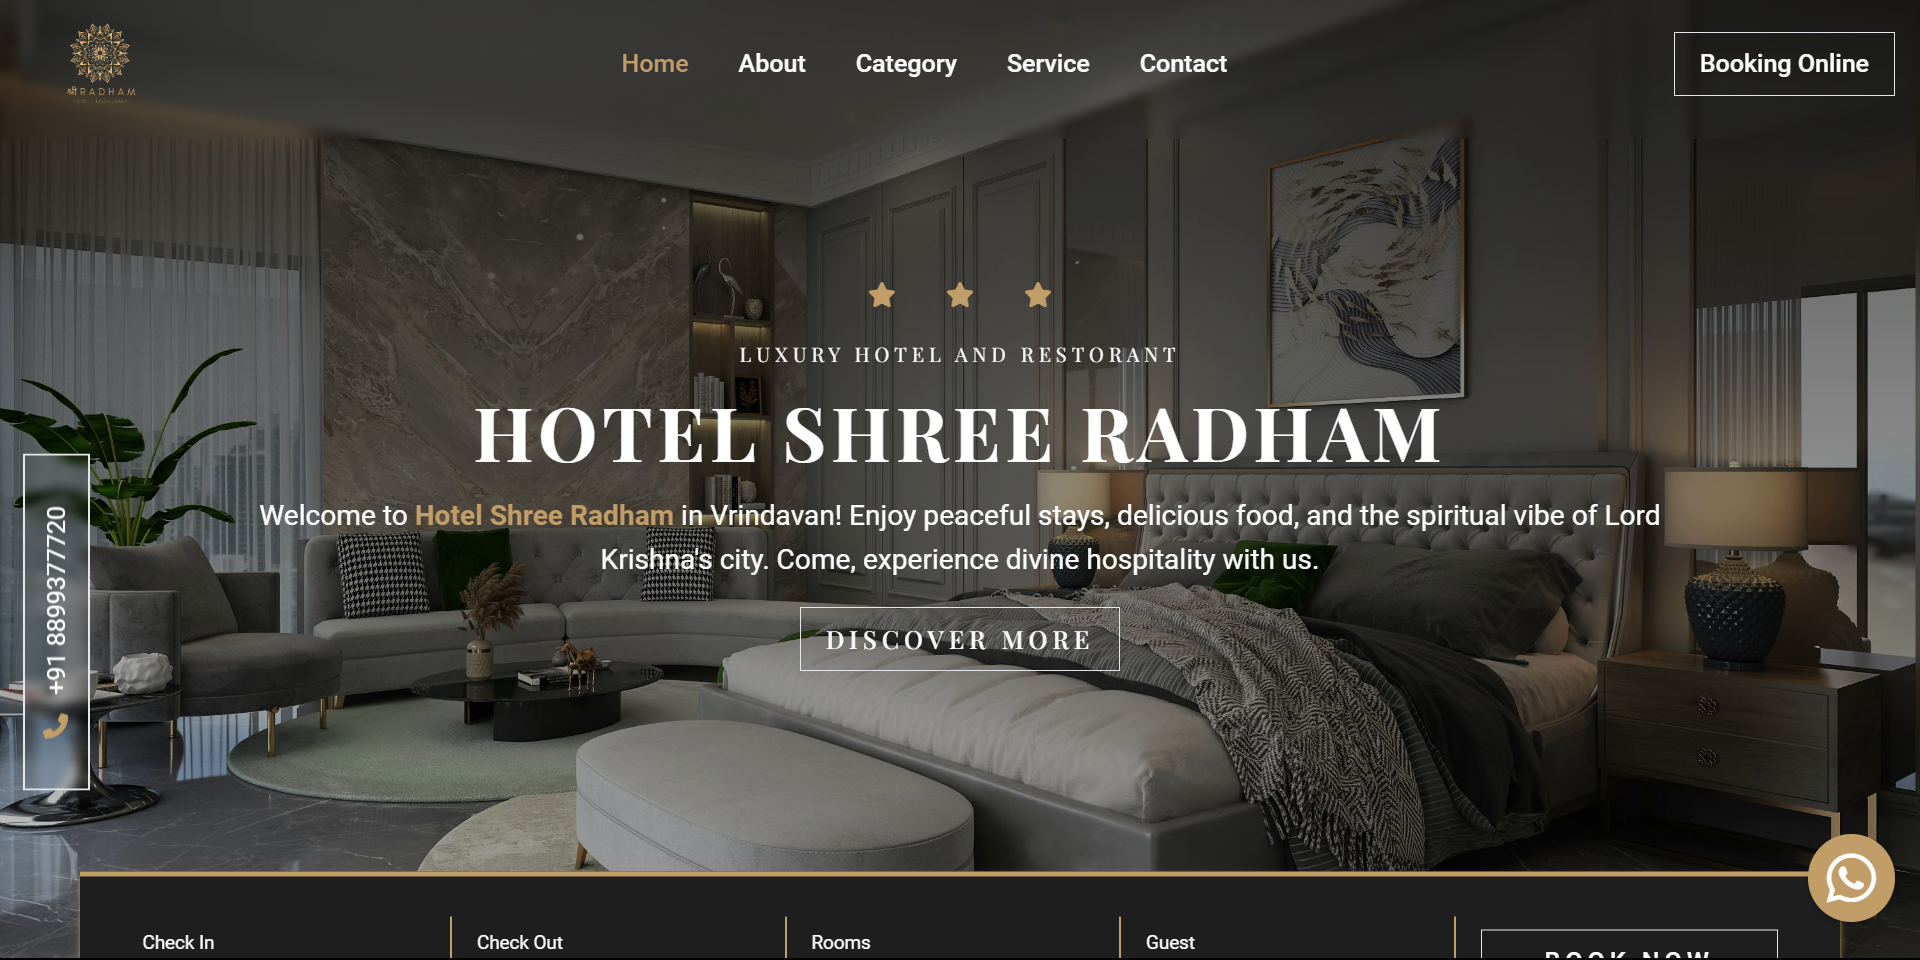 श्री RADHAM
Home
About
Category
Service
Contact
Booking Online
LUXURY HOTEL AND RESTORANT
HOTEL SHREE RADHAM
Welcome to Hotel Shree Radham in Vrindavan! Enjoy peaceful stays, delicious food, and the spiritual vibe of Lord
Krishna's city. Come, experience divine hospitality with us.
DISCOVER MORE
+91 8899377720
Check In
Check Out
Rooms
Guest
BOOK NOW